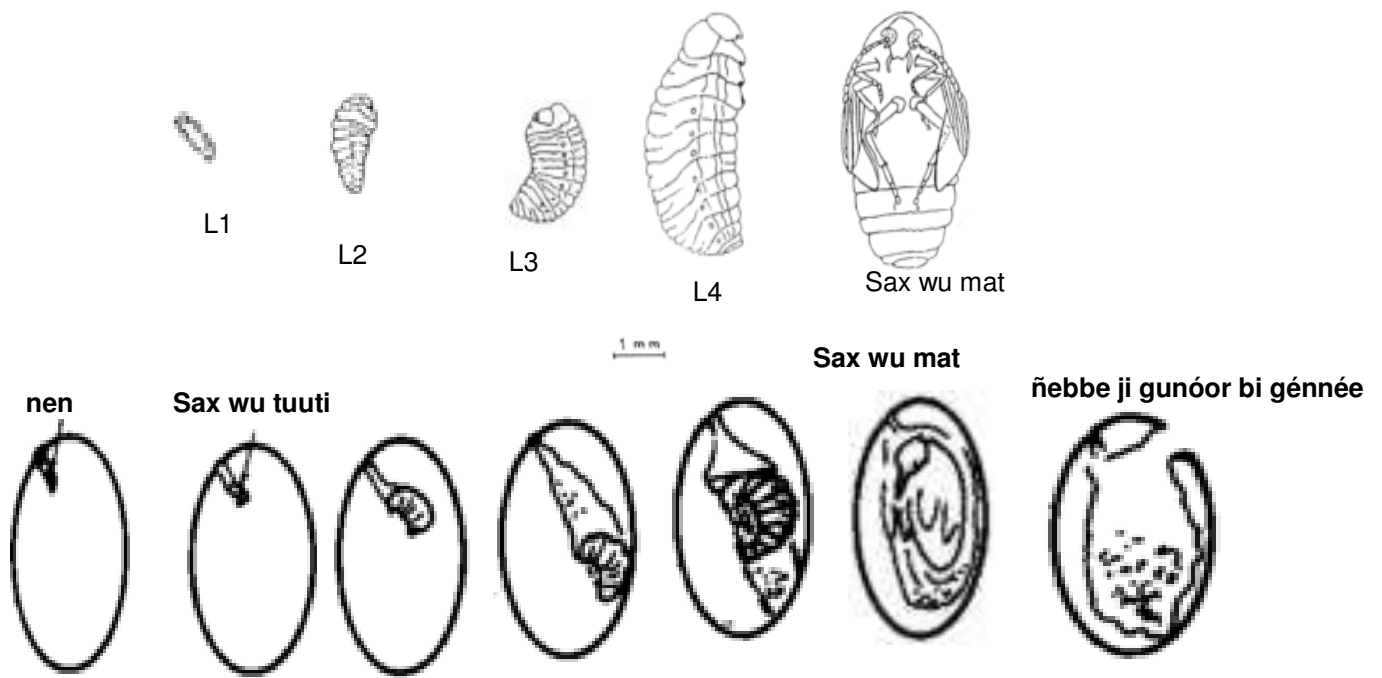 L1
L2
L3
L4
Sax wu mat
1 mm
Sax wu mat
ñebbe ji gunóor bi génnée
nen
Sax wu tuuti